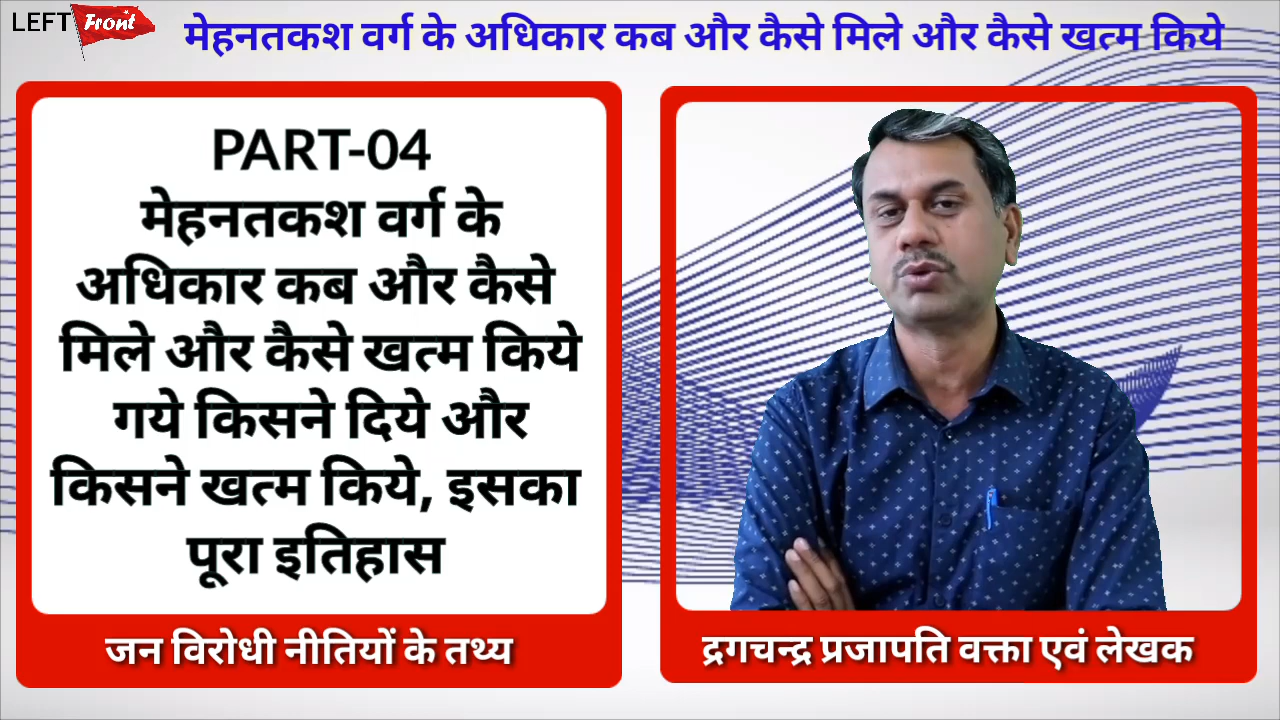 LEFT Front
मेहनतकश वर्ग के अधिकार कब और कैसे मिले और कैसे खत्म किये
PART-04
मेहनतकश वर्ग के
अधिकार कब और कैसे
मिले और कैसे खत्म किये
गये किसने दिये और
किसने खत्म किये, इसका
पूरा इतिहास
जन विरोधी नीतियों के तथ्य
द्रगचन्द्र प्रजापति वक्ता एवं लेखक